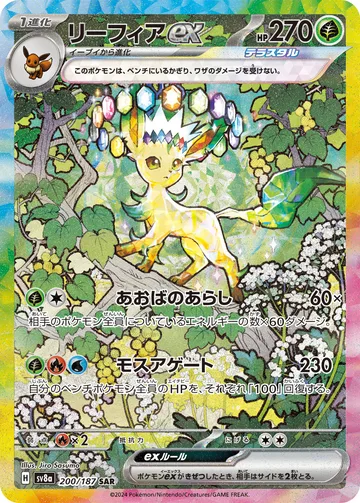 1進化
リーフィアex
HP270
イーブイから進化
テラスタル
このポケモンは、ベンチにいるかぎり、ワザのダメージを受けない。
あおばのあらし 60×
相手のポケモン全員についているエネルギーの数×60ダメージ。
モスアゲート 230
自分のベンチポケモン全員のHPを、それぞれ「100」回復する。
弱点 ×2 抵抗力 にげる
exルール
ポケモンexがきぜつしたとき、相手はサイドを2枚とる。
Illus. Jiro Sasumo
H sv8a 200/187 SAR
©2024 Pokémon/Nintendo/Creatures/GAME FREAK.